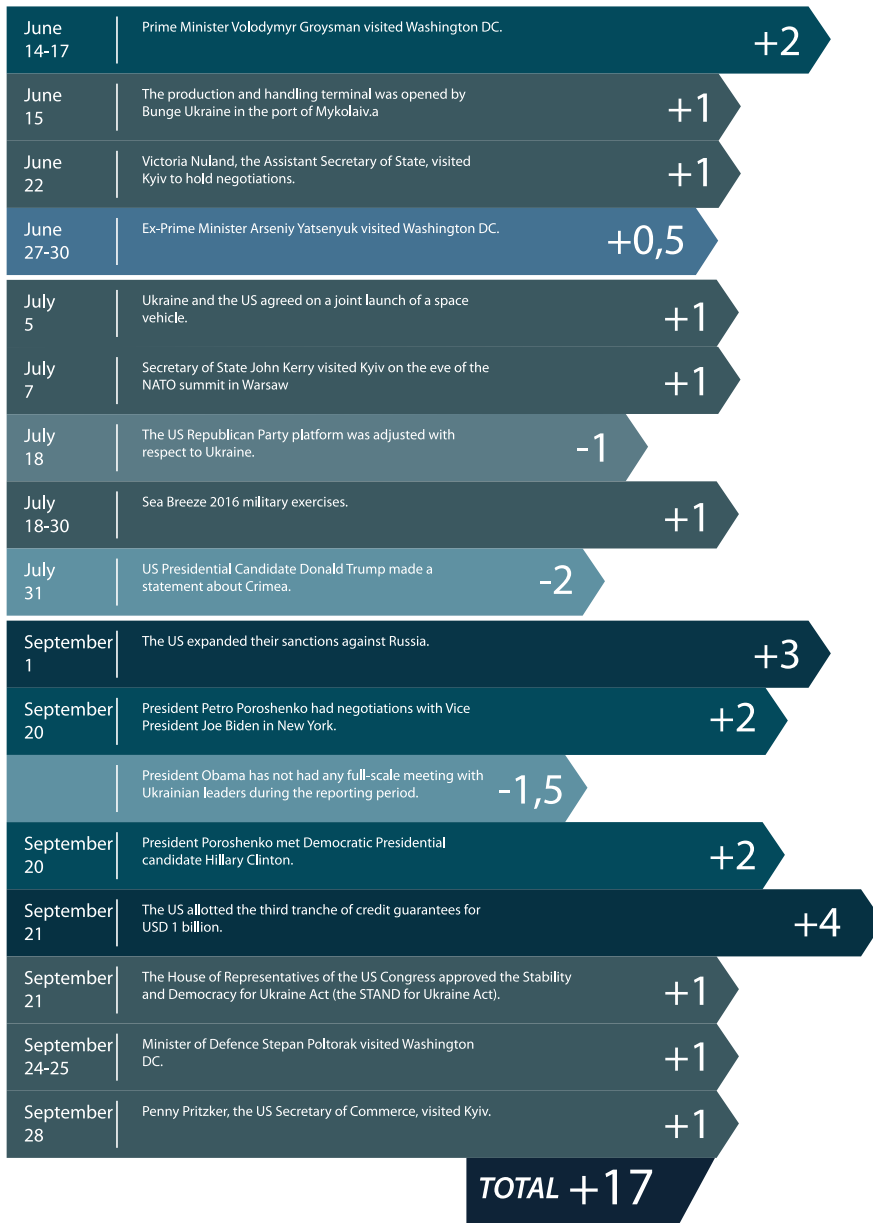 June
14-17
Prime Minister Volodymyr Groysman visited Washington DC.
+2
June
15
The production and handling terminal was opened by
Bunge Ukraine in the port of Mykolaiv.a
+1
June
22
Victoria Nuland, the Assistant Secretary of State, visited
Kyiv to hold negotiations.
+1
June
27-30
Ex-Prime Minister Arseniy Yatsenyuk visited Washington DC.
+0,5
July
5
Ukraine and the US agreed on a joint launch of a space
vehicle.
+1
July
7
Secretary of State John Kerry visited Kyiv on the eve of the
NATO summit in Warsaw
+1
July
18
The US Republican Party platform was adjusted with
respect to Ukraine.
-1
July
18-30
Sea Breeze 2016 military exercises.
+1
July
31
US Presidential Candidate Donald Trump made a
statement about Crimea.
-2
September
1
The US expanded their sanctions against Russia.
+3
September
20
President Petro Poroshenko had negotiations with Vice
President Joe Biden in New York.
+2
President Obama has not had any full-scale meeting with
Ukrainian leaders during the reporting period.
-1,5
September
20
President Poroshenko met Democratic Presidential
candidate Hillary Clinton.
+2
September
21
The US allotted the third tranche of credit guarantees for
USD 1 billion.
+4
September
21
The House of Representatives of the US Congress approved the Stability
and Democracy for Ukraine Act (the STAND for Ukraine Act).
+1
September
24-25
Minister of Defence Stepan Poltorak visited Washington
DC.
+1
September
28
Penny Pritzker, the US Secretary of Commerce, visited Kyiv.
+1
TOTAL +17